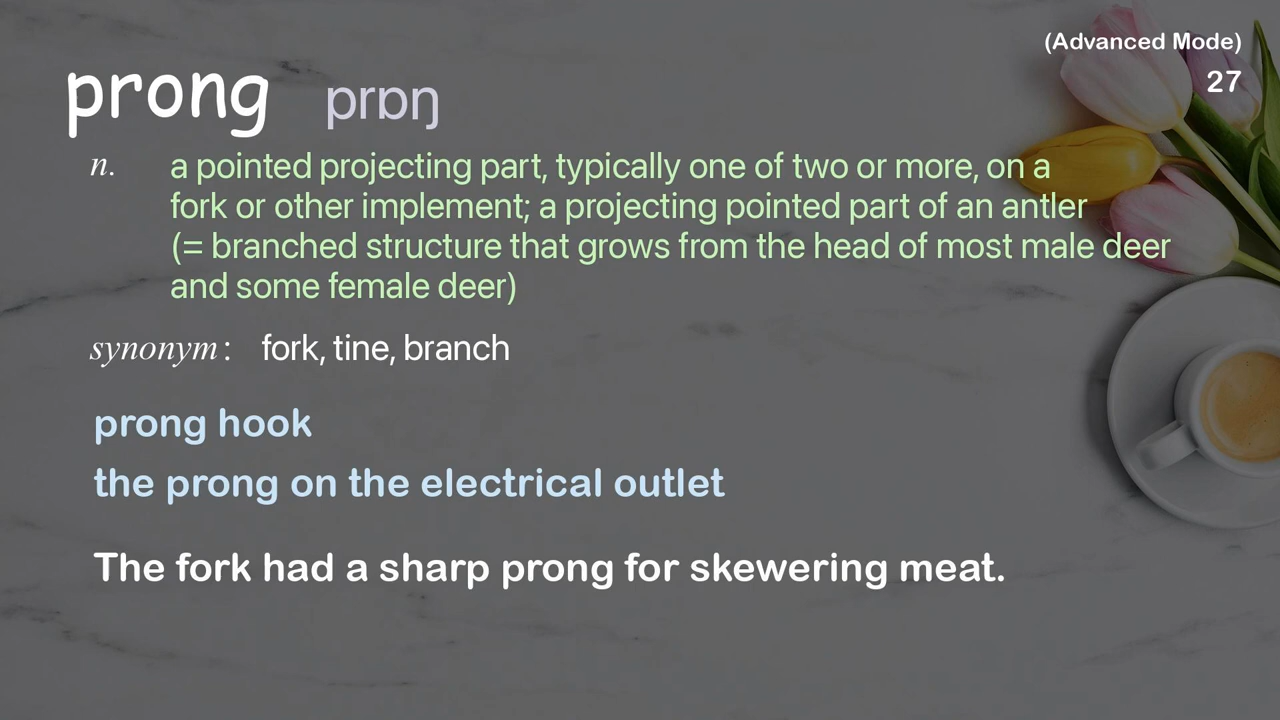 (Advanced Mode)
27
prong prɒŋ
n. a pointed projecting part, typically one of two or more, on a
fork or other implement; a projecting pointed part of an antler
(= branched structure that grows from the head of most male deer
and some female deer)
synonym: fork, tine, branch
prong hook
the prong on the electrical outlet
The fork had a sharp prong for skewering meat.